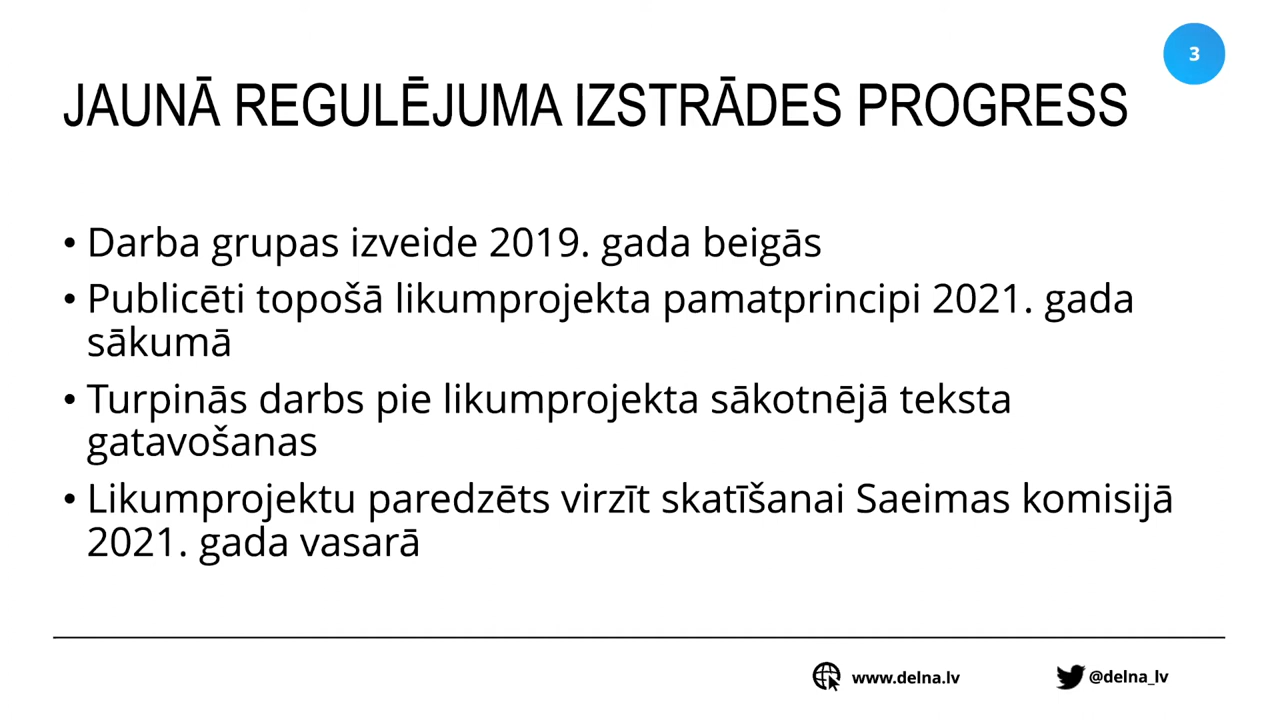 3
JAUNĀ REGULĒJUMA IZSTRĀDES PROGRESS
• Darba grupas izveide 2019. gada beigās
• Publicēti topošā likumprojekta pamatprincipi 2021. gada
sākumā
• Turpinās darbs pie likumprojekta sākotnējā teksta
gatavošanas
• Likumprojektu paredzēts virzīt skatīšanai Saeimas komisijā
2021. gada vasarā
www.delna.lv
@delna_lv